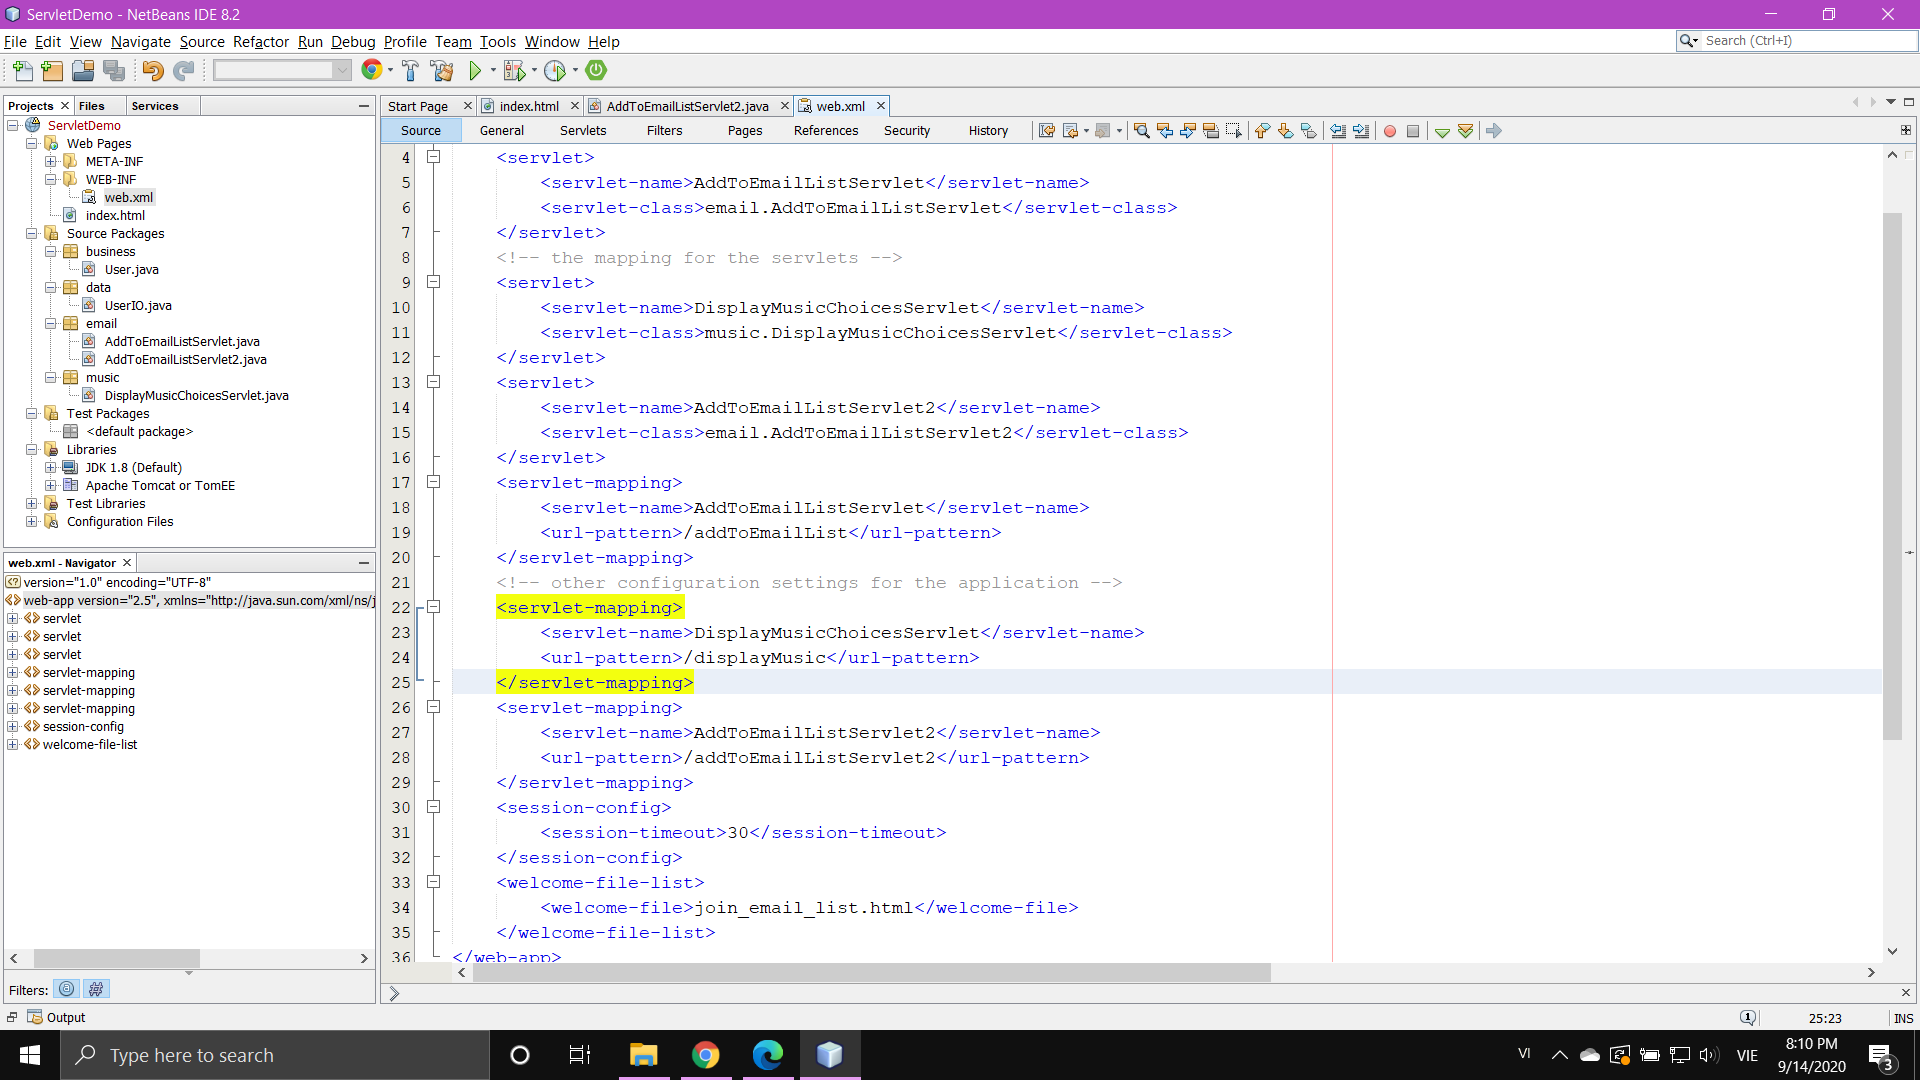 ServletDemo - NetBeans IDE 8.2
File Edit View Navigate Source Refactor Run Debug Profile Team Tools Window Help
Search (Ctrl+I)
Projects Files Services
ServletDemo
Web Pages
META-INF
WEB-INF
web.xml
index.html
Source Packages
business
User.java
data
UserIO.java
email
AddToEmailListServlet.java
AddToEmailListServlet2.java
music
DisplayMusicChoicesServlet.java
Test Packages
<default package>
Libraries
JDK 1.8 (Default)
Apache Tomcat or TomEE
Test Libraries
Configuration Files
web.xml - Navigator
version="1.0" encoding="UTF-8"
web-app version="2.5", xmlns="http://java.sun.com/xml/ns/j
servlet
servlet
servlet
servlet-mapping
servlet-mapping
servlet-mapping
session-config
welcome-file-list
Filters:
Start Page index.html AddToEmailListServlet2.java web.xml
Source General Servlets Filters Pages References Security History
4 <servlet>
5 <servlet-name>AddToEmailListServlet</servlet-name>
6 <servlet-class>email.AddToEmailListServlet</servlet-class>
7 </servlet>
8 <!-- the mapping for the servlets -->
9 <servlet>
10 <servlet-name>DisplayMusicChoicesServlet</servlet-name>
11 <servlet-class>music.DisplayMusicChoicesServlet</servlet-class>
12 </servlet>
13 <servlet>
14 <servlet-name>AddToEmailListServlet2</servlet-name>
15 <servlet-class>email.AddToEmailListServlet2</servlet-class>
16 </servlet>
17 <servlet-mapping>
18 <servlet-name>AddToEmailListServlet</servlet-name>
19 <url-pattern>/addToEmailList</url-pattern>
20 </servlet-mapping>
21 <!-- other configuration settings for the application -->
22 <servlet-mapping>
23 <servlet-name>DisplayMusicChoicesServlet</servlet-name>
24 <url-pattern>/displayMusic</url-pattern>
25 </servlet-mapping>
26 <servlet-mapping>
27 <servlet-name>AddToEmailListServlet2</servlet-name>
28 <url-pattern>/addToEmailListServlet2</url-pattern>
29 </servlet-mapping>
30 <session-config>
31 <session-timeout>30</session-timeout>
32 </session-config>
33 <welcome-file-list>
34 <welcome-file>join_email_list.html</welcome-file>
35 </welcome-file-list>
36 </web-app>
Output
1 25:23 INS
Type here to search
VI VIE
8:10 PM
9/14/2020
3